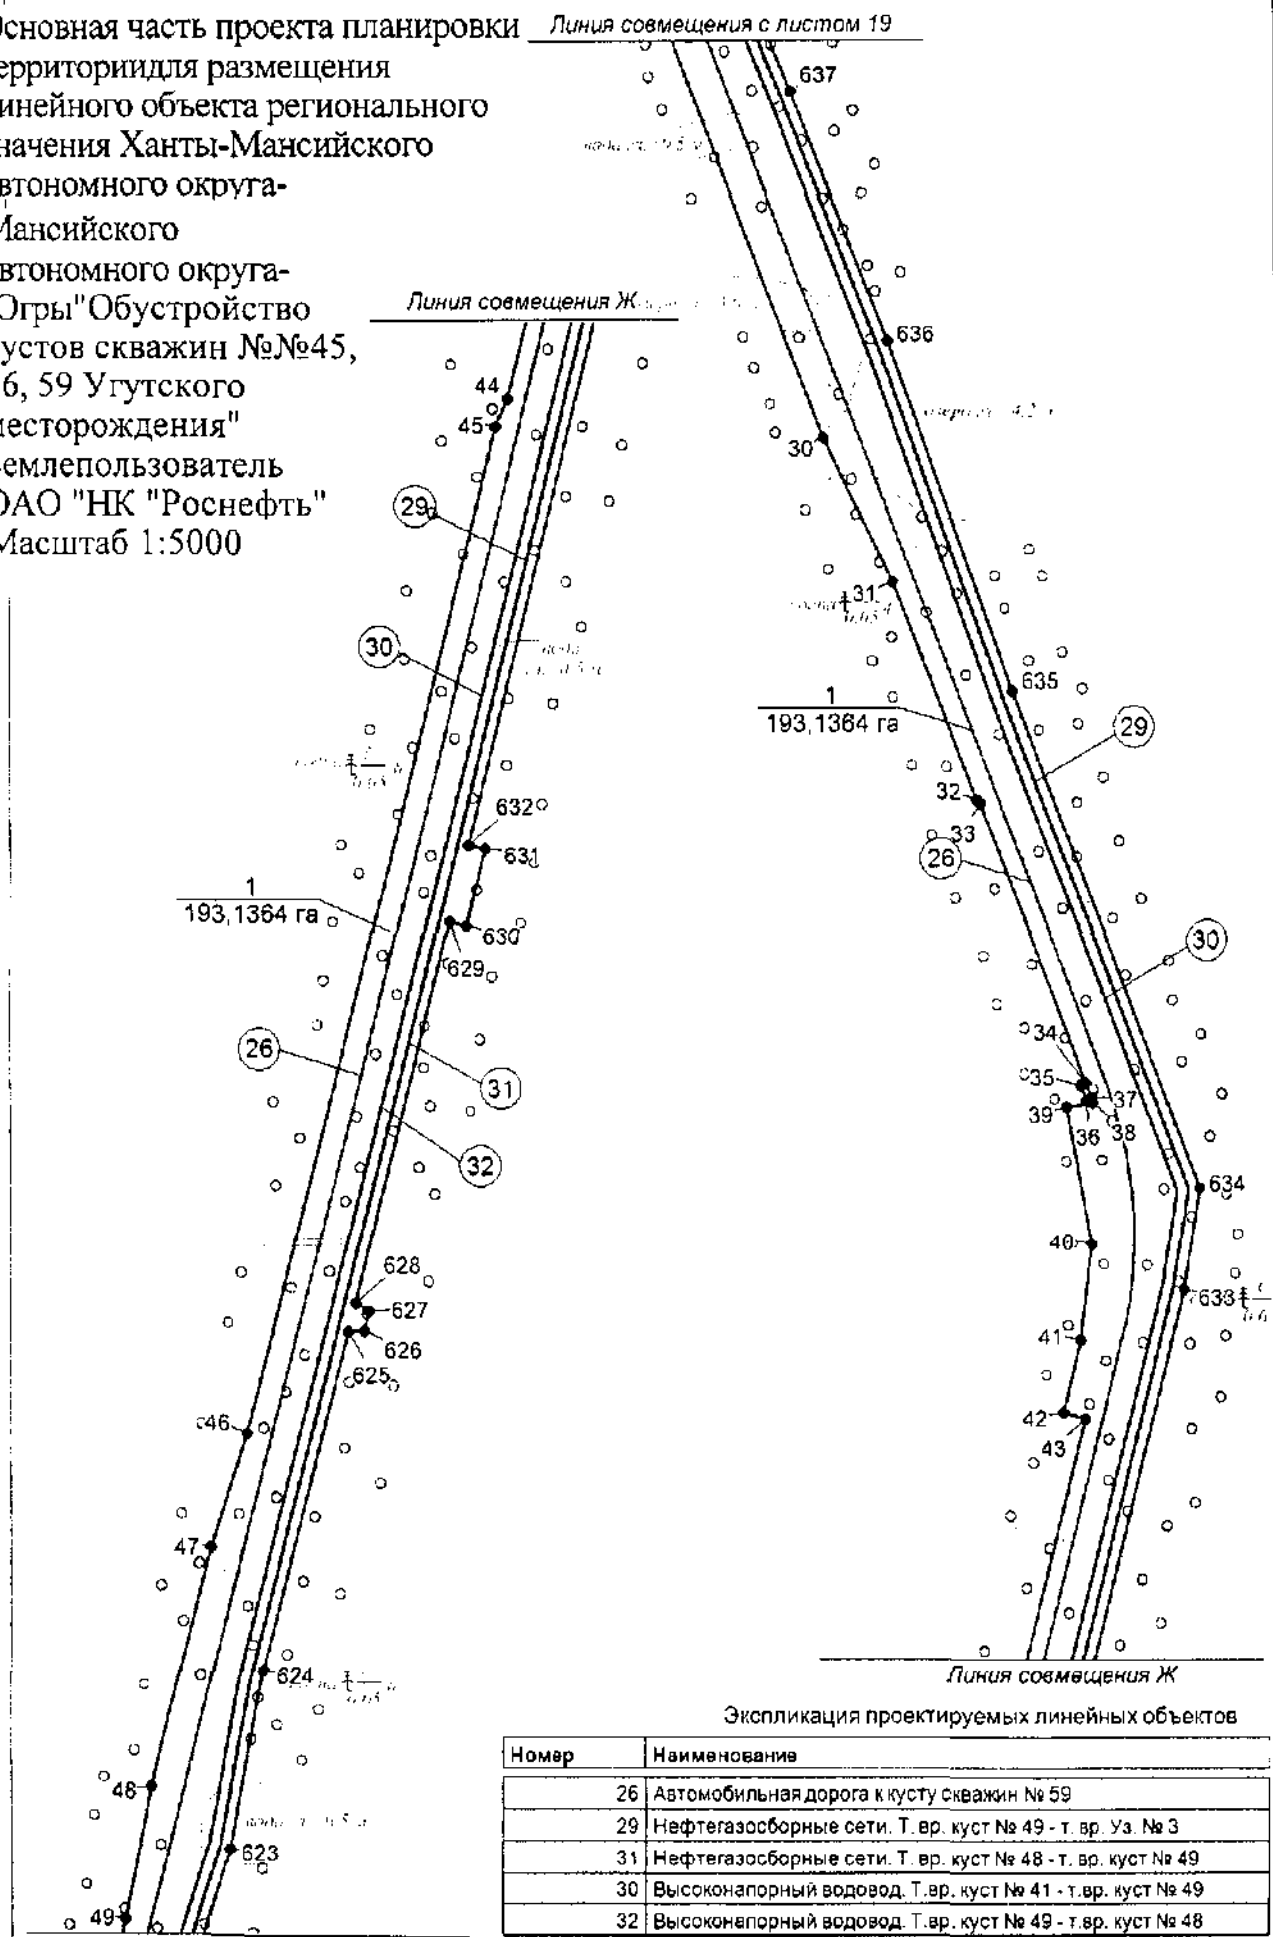 Основная часть проекта планировки
ерриториидля размещения
инейного объекта регионального
начения Ханты-Мансийского
втономного округа-
Мансийского
втономного округа-
Огры"Обустройство
устов скважин №№45,
6, 59 Угутского
месторождения"
емлепользователь
ОАО "НК "Роснефть"
Масштаб 1:5000
Линия совмещения с листом 19
637
636
30
31
635
1
193,1364 га
29
32
33
26
30
34
35
37
39
36
38
634
40
633
41
42
43
Линия совмещения Ж
Линия совмещения Ж
44
45
29
30
632
631
1
193,1364 га
630
629
26
31
32
628
627
626
625
46
47
624
48
623
49
Экспликация проектируемых линейных объектов
Номер Наименование
26 Автомобильная дорога к кусту скважин № 59
29 Нефтегазосборные сети. Т. вр. куст № 49 - т. вр. Уз. № 3
31 Нефтегазосборные сети. Т. вр. куст № 48 - т. вр. куст № 49
30 Высоконапорный водовод. Т.вр. куст № 41 - т.вр. куст № 49
32 Высоконапорный водовод. Т.вр. куст № 49 - т.вр. куст № 48